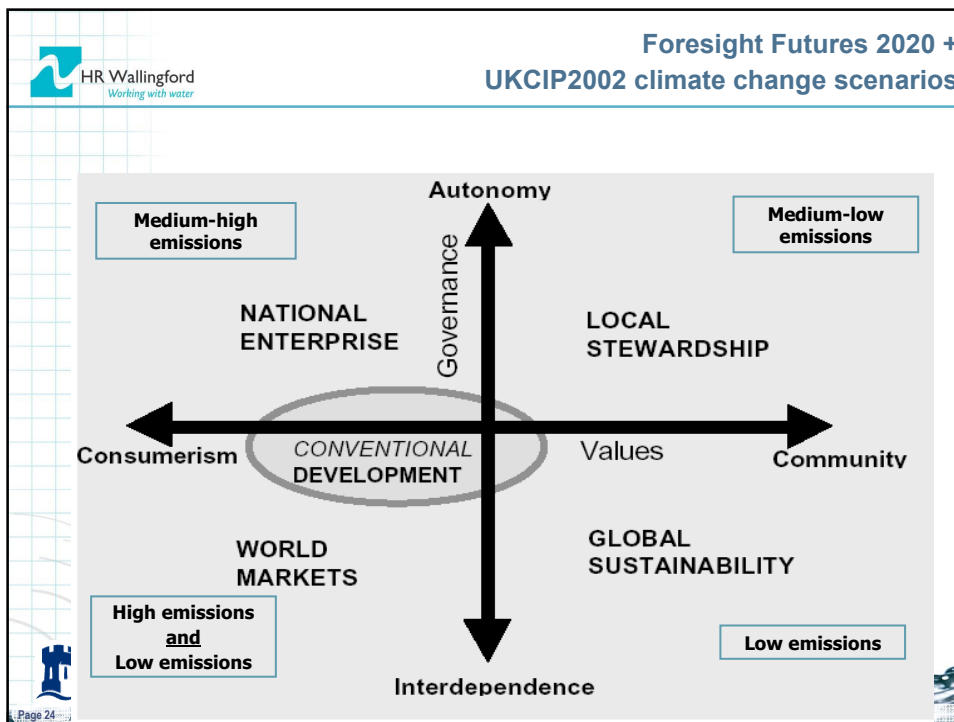 HR Wallingford
Working with water
Foresight Futures 2020 +
UKCIP2002 climate change scenarios
Autonomy
Medium-high
emissions
Medium-low
emissions
Governance
NATIONAL
ENTERPRISE
LOCAL
STEWARDSHIP
Consumerism
CONVENTIONAL
DEVELOPMENT
Values
Community
WORLD
MARKETS
GLOBAL
SUSTAINABILITY
High emissions
and
Low emissions
Low emissions
Interdependence
Page 24